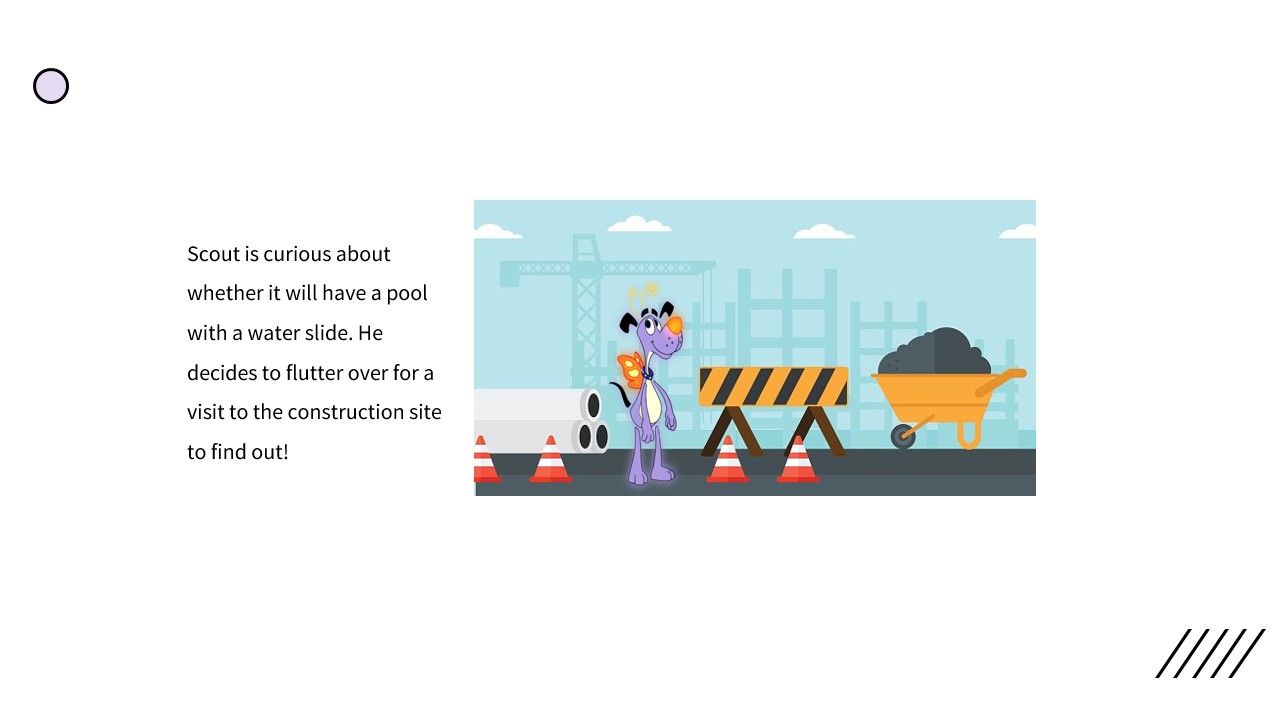 Scout is curious about
whether it will have a pool
with a water slide. He
decides to flutter over for a
visit to the construction site
to find out!